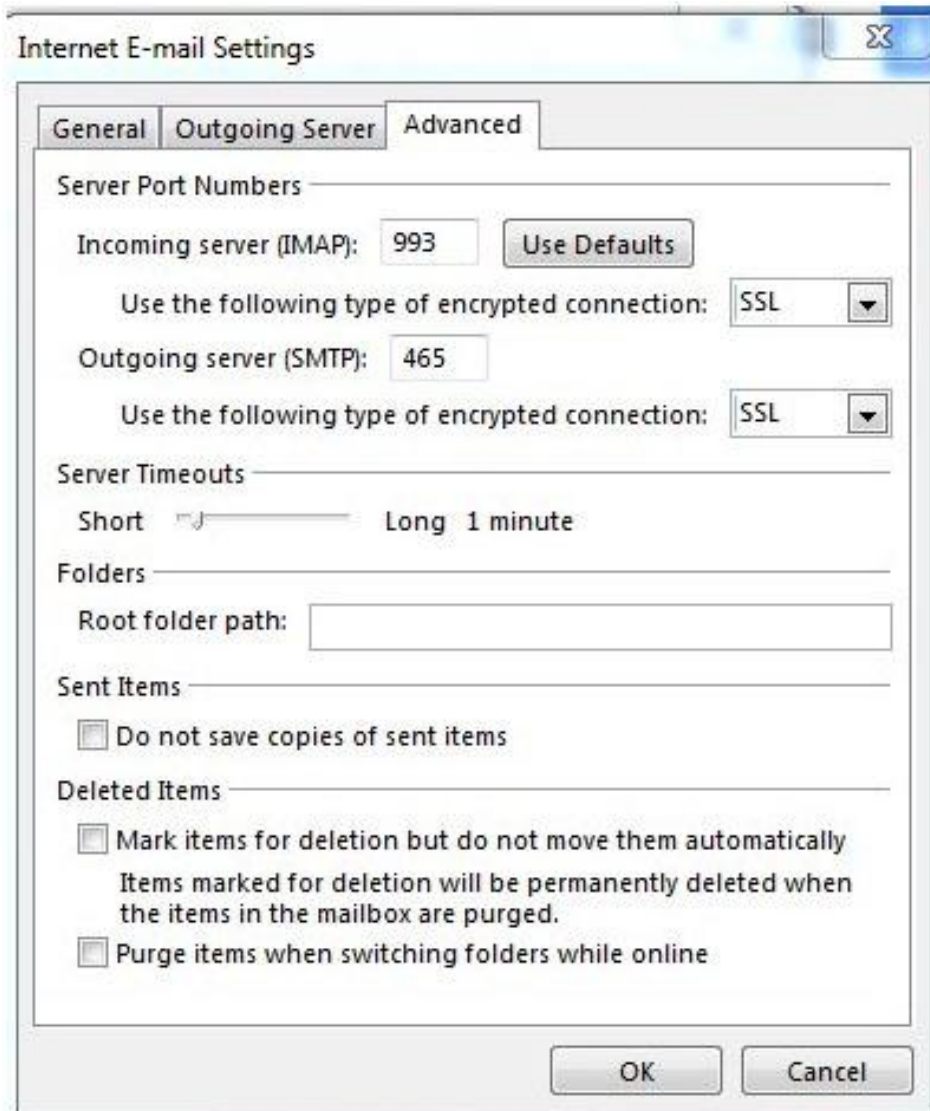 Internet E-mail Settings
General Outgoing Server Advanced
Server Port Numbers
Incoming server (IMAP): 993 Use Defaults
Use the following type of encrypted connection: SSL
Outgoing server (SMTP): 465
Use the following type of encrypted connection: SSL
Server Timeouts
Short Long 1 minute
Folders
Root folder path:
Sent Items
Do not save copies of sent items
Deleted Items
Mark items for deletion but do not move them automatically
Items marked for deletion will be permanently deleted when
the items in the mailbox are purged.
Purge items when switching folders while online
OK Cancel